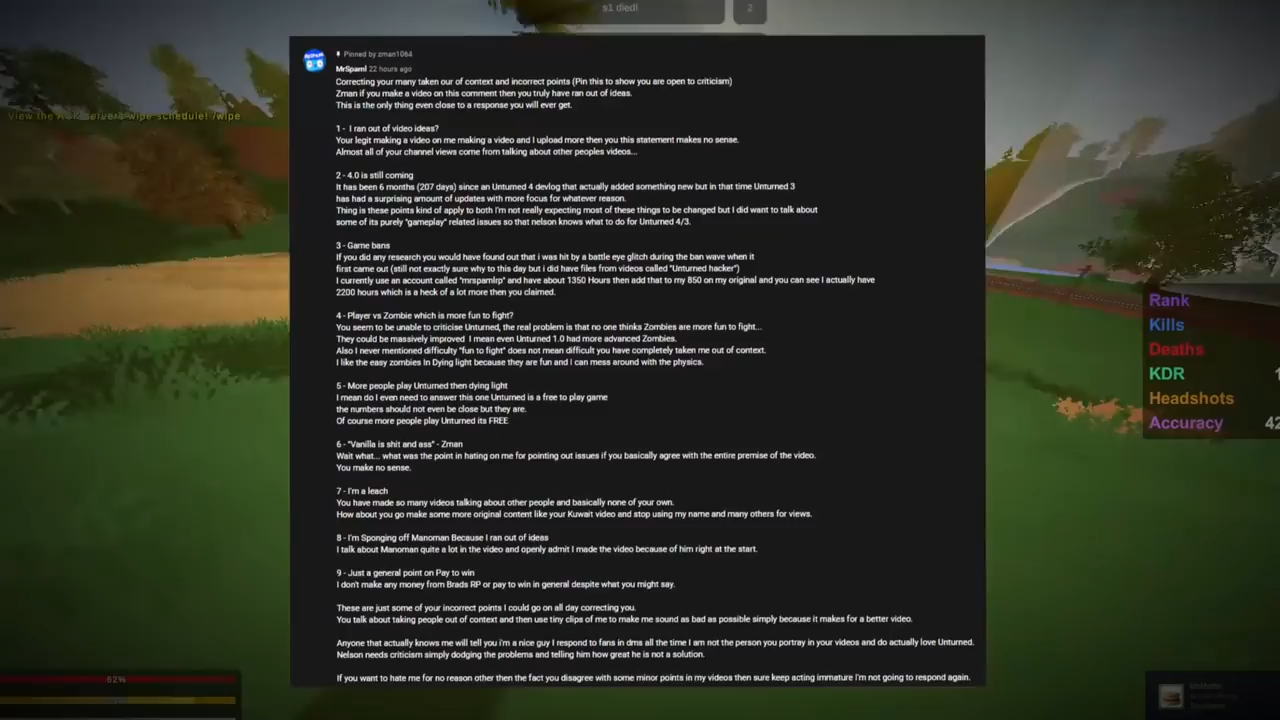 s1 died!
2
View the servers wipe schedule! /wipe
Pinned by zman1064
MrSpaml 22 hours ago
Correcting your many taken our of context and incorrect points (Pin this to show you are open to criticism)
Zman if you make a video on this comment then you truly have ran out of ideas.
This is the only thing even close to a response you will ever get.
1 - I ran out of video ideas?
Your legit making a video on me making a video and I upload more then you this statement makes no sense.
Almost all of your channel views come from talking about other peoples videos...
2 - 4.0 is still coming
It has been 6 months (207 days) since an Unturned 4 devlog that actually added something new but in that time Unturned 3
has had a surprising amount of updates with more focus for whatever reason.
Thing is these points kind of apply to both I'm not really expecting most of these things to be changed but I did want to talk about
some of its purely "gameplay" related issues so that nelson knows what to do for Unturned 4/3.
3 - Game bans
If you did any research you would have found out that i was hit by a battle eye glitch during the ban wave when it
first came out (still not exactly sure why to this day but i did have files from videos called "Unturned hacker")
I currently use an account called "mrspamlrp" and have about 1350 Hours then add that to my 850 on my original and you can see I actually have
2200 hours which is a heck of a lot more then you claimed.
4 - Player vs Zombie which is more fun to fight?
You seem to be unable to criticise Unturned, the real problem is that no one thinks Zombies are more fun to fight...
They could be massively improved I mean even Unturned 1.0 had more advanced Zombies.
Also I never mentioned difficulty "fun to fight" does not mean difficult you have completely taken me out of context.
I like the easy zombies In Dying light because they are fun and I can mess around with the physics.
5 - More people play Unturned then dying light
I mean do I even need to answer this one Unturned is a free to play game
the numbers should not even be close but they are.
Of course more people play Unturned its FREE
6 - "Vanilla is shit and ass" - Zman
Wait what... what was the point in hating on me for pointing out issues if you basically agree with the entire premise of the video.
You make no sense.
7 - I'm a leach
You have made so many videos talking about other people and basically none of your own.
How about you go make some more original content like your Kuwait video and stop using my name and many others for views.
8 - I'm Sponging off Manoman Because I ran out of ideas
I talk about Manoman quite a lot in the video and openly admit I made the video because of him right at the start.
9 - Just a general point on Pay to win
I don't make any money from Brads RP or pay to win in general despite what you might say.
These are just some of your incorrect points I could go on all day correcting you.
You talk about taking people out of context and then use tiny clips of me to make me sound as bad as possible simply because it makes for a better video.
Anyone that actually knows me will tell you i'm a nice guy I respond to fans in dms all the time I am not the person you portray in your videos and do actually love Unturned.
Nelson needs criticism simply dodging the problems and telling him how great he is not a solution.
If you want to hate me for no reason other then the fact you disagree with some minor points in my videos then sure keep acting immature I'm not going to respond again.
Rank
Kills
Deaths
1
KDR
Headshots
Accuracy
42
62%